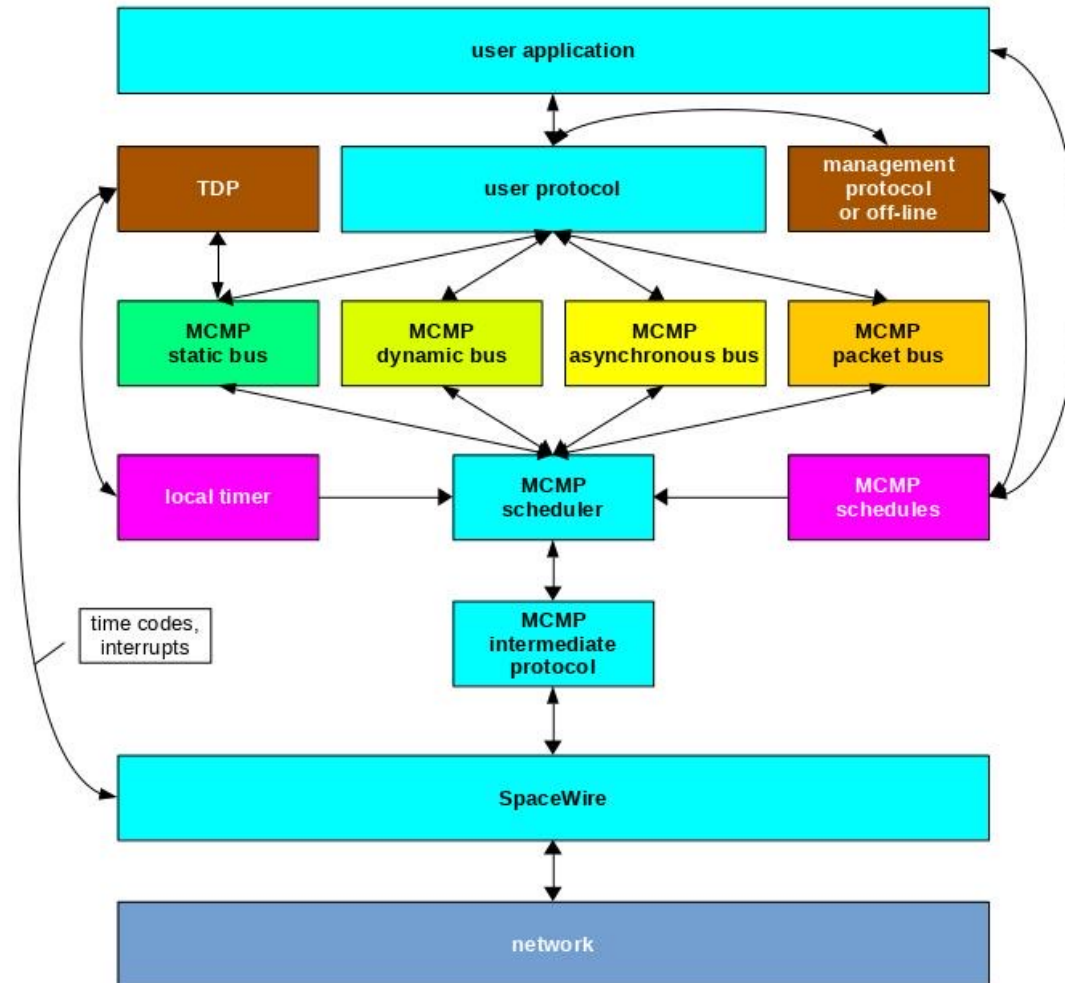 user application
TDP
user protocol
management
protocol
or off-line
MCMP
static bus
MCMP
dynamic bus
MCMP
asynchronous bus
MCMP
packet bus
local timer
MCMP
scheduler
MCMP
schedules
time codes,
interrupts
MCMP
intermediate
protocol
SpaceWire
network